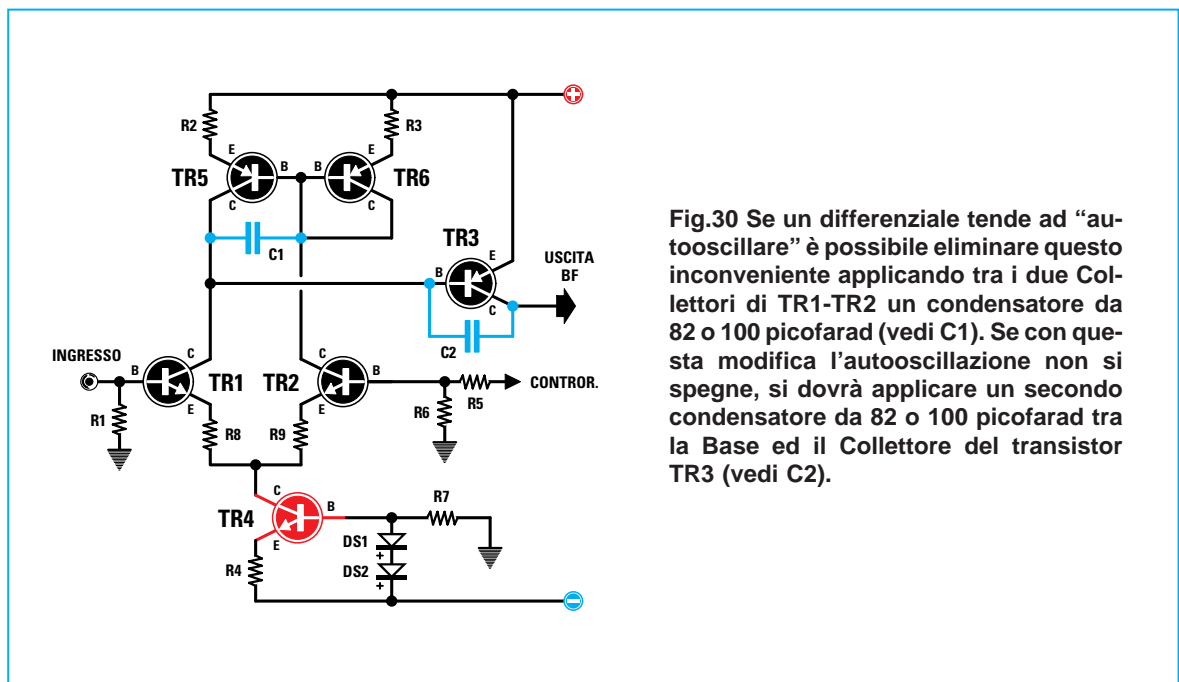 R2
R3
E
E
B
B
TR5
TR6
C
C
C1
TR3
E
B
C
USCITA
BF
C2
INGRESSO
C
C
B
TR1
TR2
B
CONTROR.
R5
R1
E
E
R6
R8
R9
C
R7
TR4
B
E
DS1
+
R4
DS2
+
Fig.30 Se un differenziale tende ad “au-
tooscillare” è possibile eliminare questo
inconveniente applicando tra i due Col-
lettori di TR1-TR2 un condensatore da
82 o 100 picofarad (vedi C1). Se con que-
sta modifica l’autooscillazione non si
spegne, si dovrà applicare un secondo
condensatore da 82 o 100 picofarad tra
la Base ed il Collettore del transistor
TR3 (vedi C2).